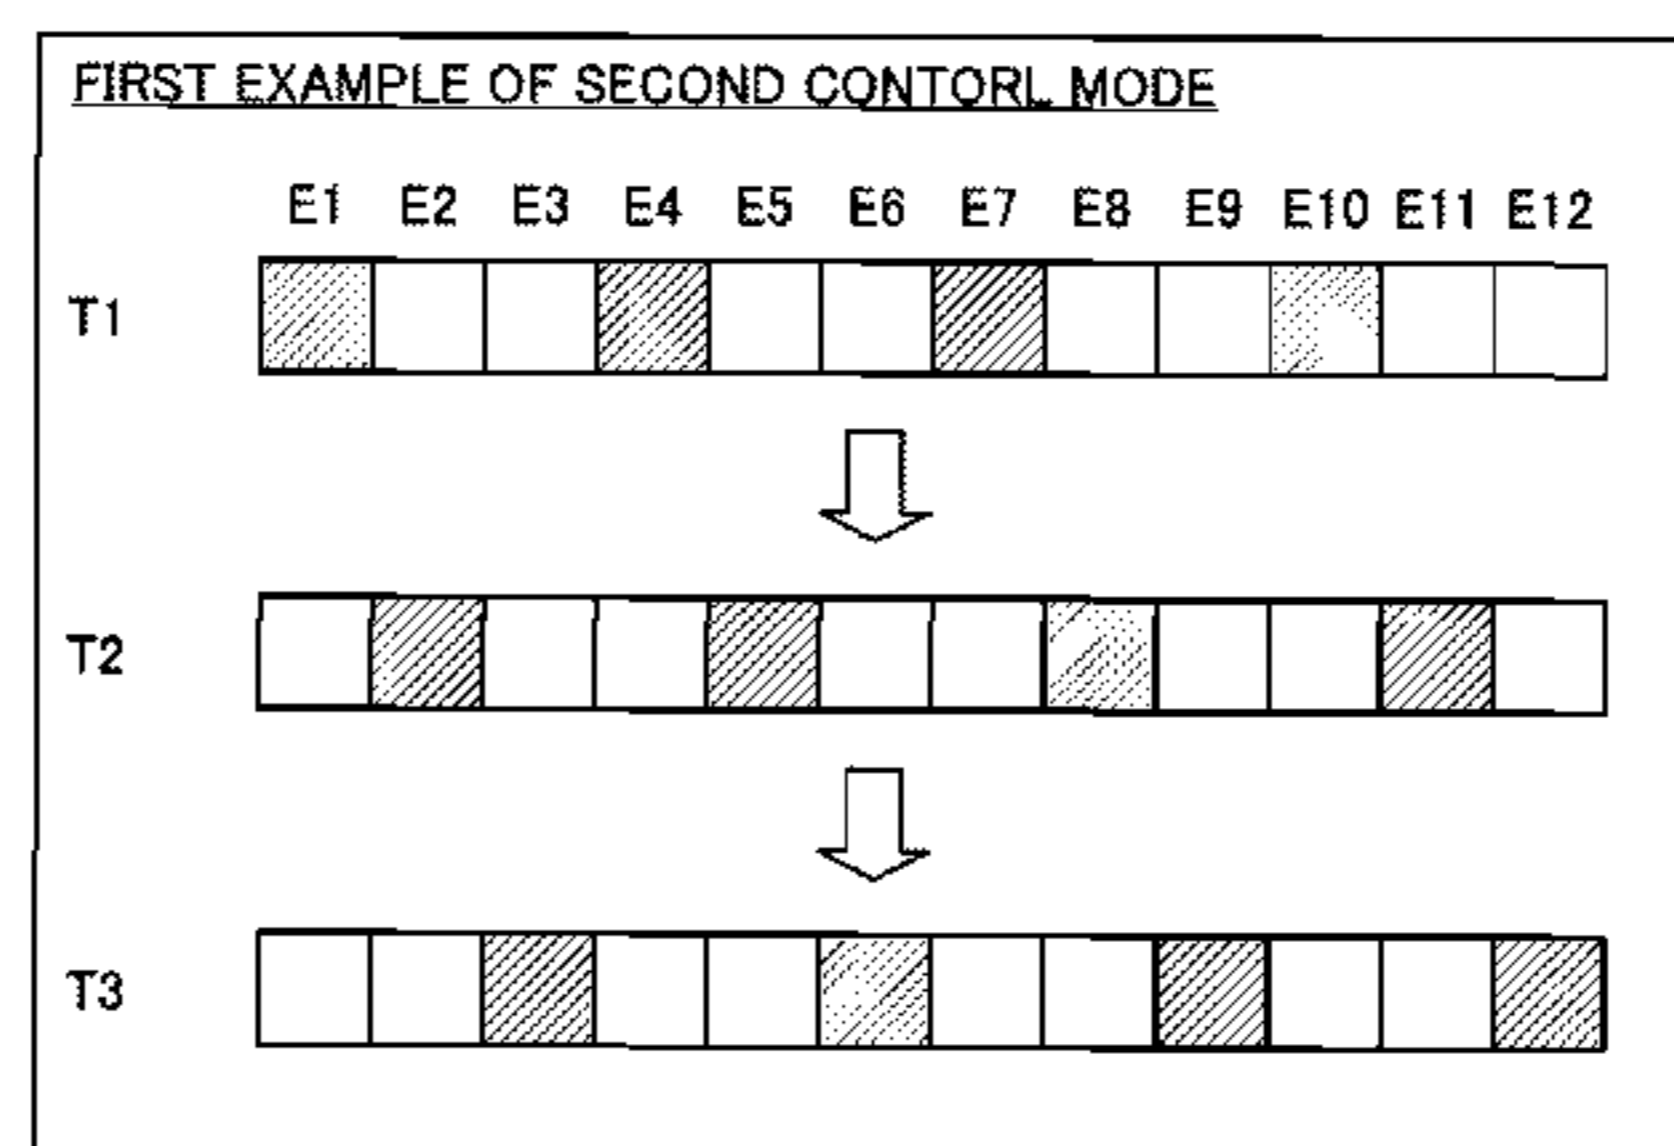 FIRST EXAMPLE OF SECOND CONTORL MODE
E1 E2 E3 E4 E5 E6 E7 E8 E9 E10 E11 E12
T1
T2
T3